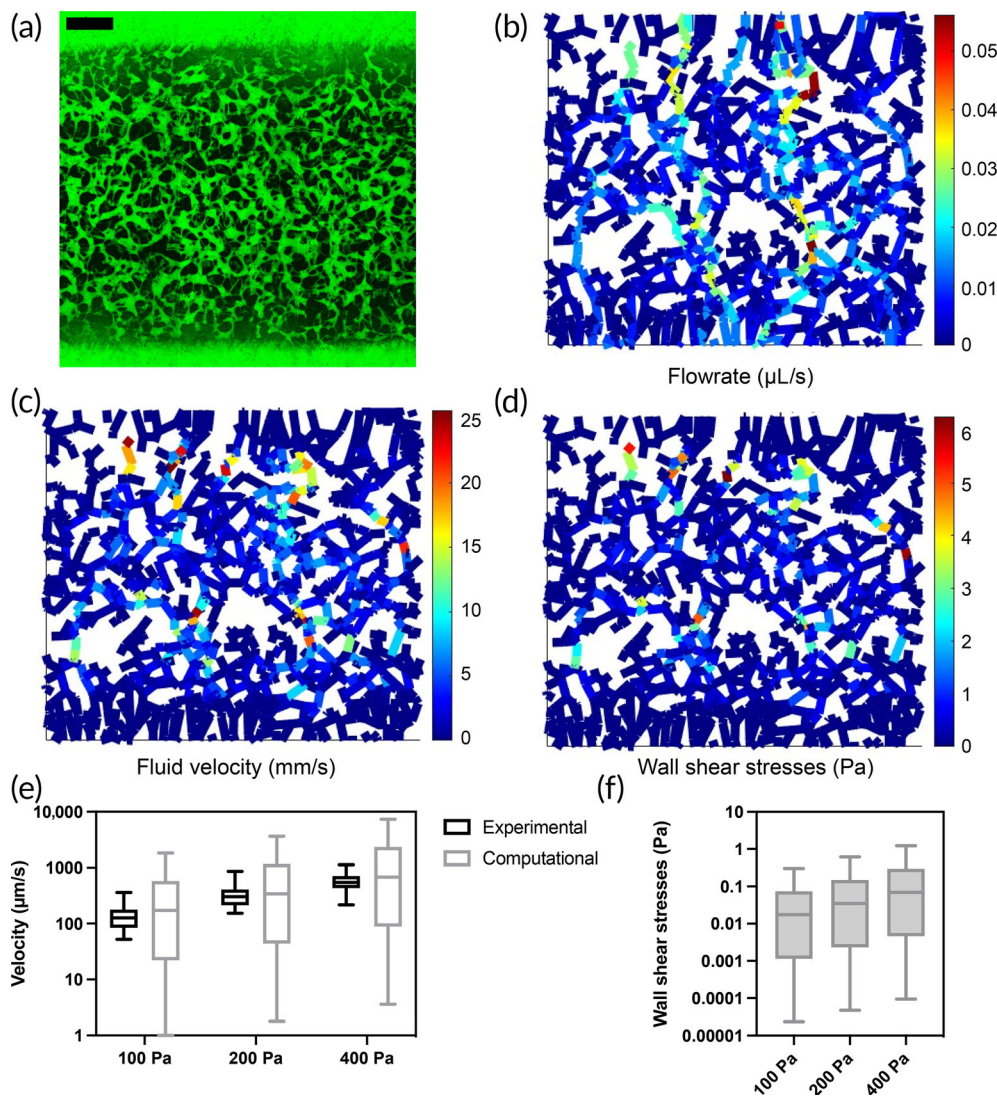 (a)
(b)
0.05
0.04
0.03
0.02
0.01
0
Flowrate (µL/s)
(c)
25
20
15
10
5
0
Fluid velocity (mm/s)
(d)
6
5
4
3
2
1
0
Wall shear stresses (Pa)
(e)
Velocity (µm/s)
10,000
1000
100
10
1
100 Pa
200 Pa
400 Pa
Experimental
Computational
(f)
Wall shear stresses (Pa)
10
1
0.1
0.01
0.001
0.0001
0.00001
100 Pa
200 Pa
400 Pa